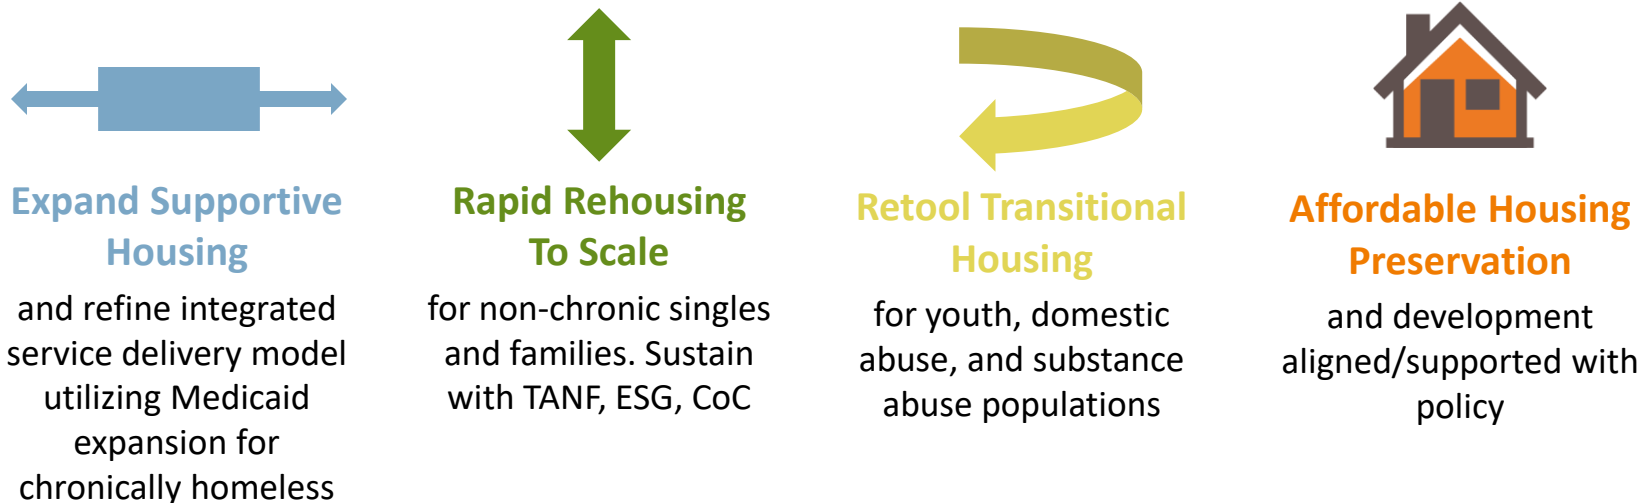 Expand Supportive
Housing
and refine integrated
service delivery model
utilizing Medicaid
expansion for
chronically homeless
Rapid Rehousing
To Scale
for non-chronic singles
and families. Sustain
with TANF, ESG, CoC
Retool Transitional
Housing
for youth, domestic
abuse, and substance
abuse populations
Affordable Housing
Preservation
and development
aligned/supported with
policy